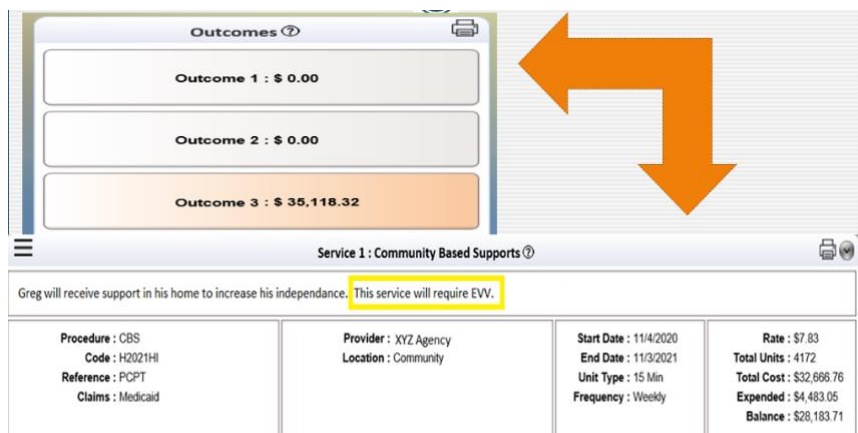 Outcomes ?
Outcome 1 : $ 0.00
Outcome 2 : $ 0.00
Outcome 3 : $ 35,118.32
Service 1 : Community Based Supports ?
Greg will receive support in his home to increase his independance. This service will require EVV.
Procedure : CBS
Code : H2021HI
Reference : PCPT
Claims : Medicaid
Provider : XYZ Agency
Location : Community
Start Date : 11/4/2020
End Date : 11/3/2021
Unit Type : 15 Min
Frequency : Weekly
Rate : $7.83
Total Units : 4172
Total Cost : $32,666.76
Expended : $4,483.05
Balance : $28,183.71